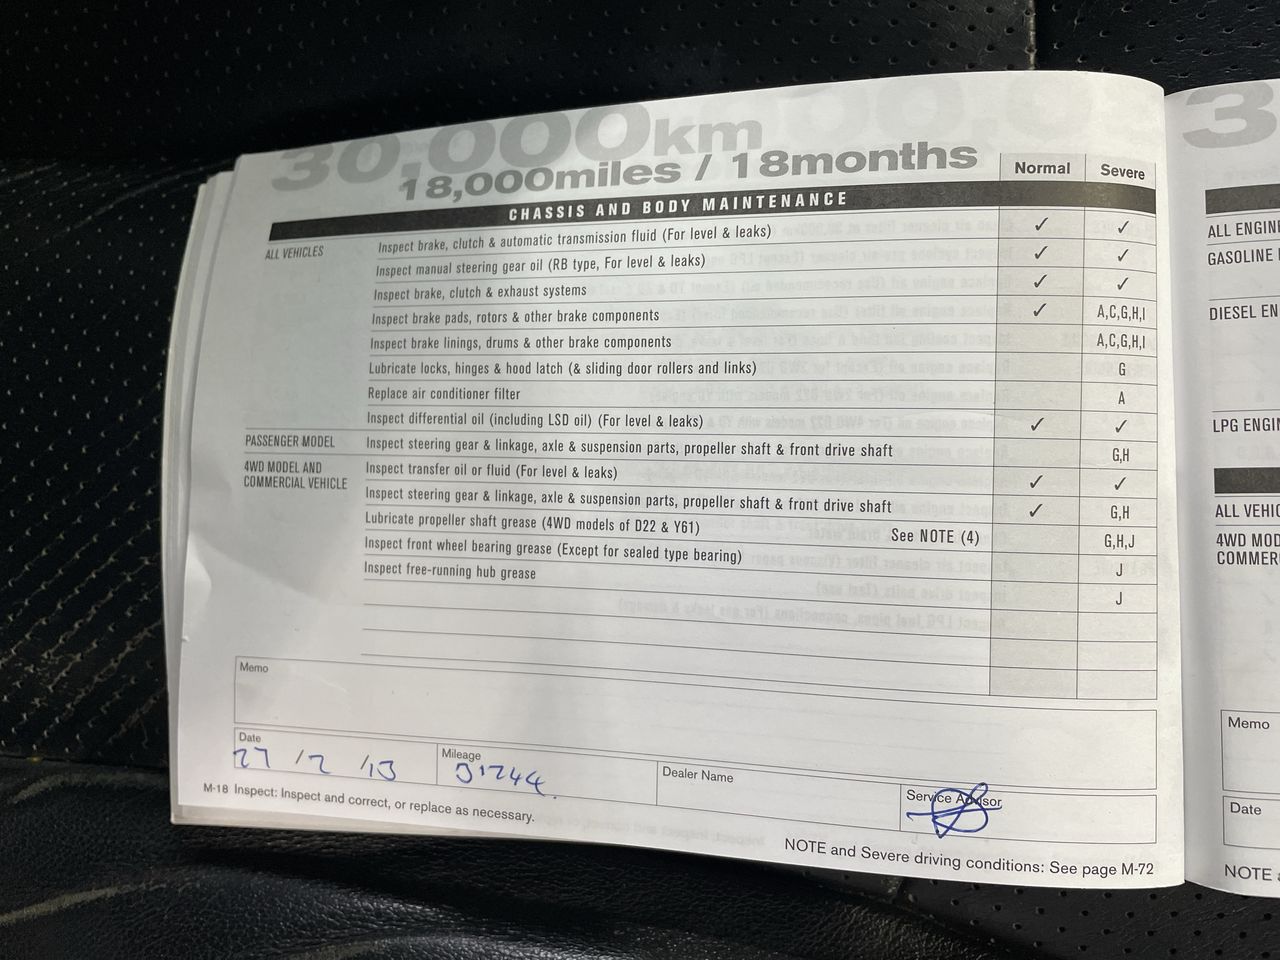 30,000km
18,000miles / 18months
Normal Severe
CHASSIS AND BODY MAINTENANCE
ALL VEHICLES Inspect brake, clutch & automatic transmission fluid (For level & leaks) ✓ ✓
Inspect manual steering gear oil (RB type, For level & leaks) ✓ ✓
Inspect brake, clutch & exhaust systems ✓ ✓
Inspect brake pads, rotors & other brake components ✓ A,C,G,H,I
Inspect brake linings, drums & other brake components A,C,G,H,I
Lubricate locks, hinges & hood latch (& sliding door rollers and links) G
Replace air conditioner filter A
Inspect differential oil (including LSD oil) (For level & leaks) ✓ ✓
PASSENGER MODEL Inspect steering gear & linkage, axle & suspension parts, propeller shaft & front drive shaft G,H
4WD MODEL AND Inspect transfer oil or fluid (For level & leaks) ✓ ✓
COMMERCIAL VEHICLE Inspect steering gear & linkage, axle & suspension parts, propeller shaft & front drive shaft ✓ G,H
Lubricate propeller shaft grease (4WD models of D22 & Y61) See NOTE (4) G,H,J
Inspect front wheel bearing grease (Except for sealed type bearing) J
Inspect free-running hub grease J
Memo
Date Mileage Dealer Name Service Advisor
27 /2 /13 31244.
M-18 Inspect: Inspect and correct, or replace as necessary.
NOTE and Severe driving conditions: See page M-72
3
ALL ENGIN
GASOLINE
DIESEL EN
LPG ENGIN
ALL VEHIC
4WD MOD
COMMER
Memo
Date
NOTE